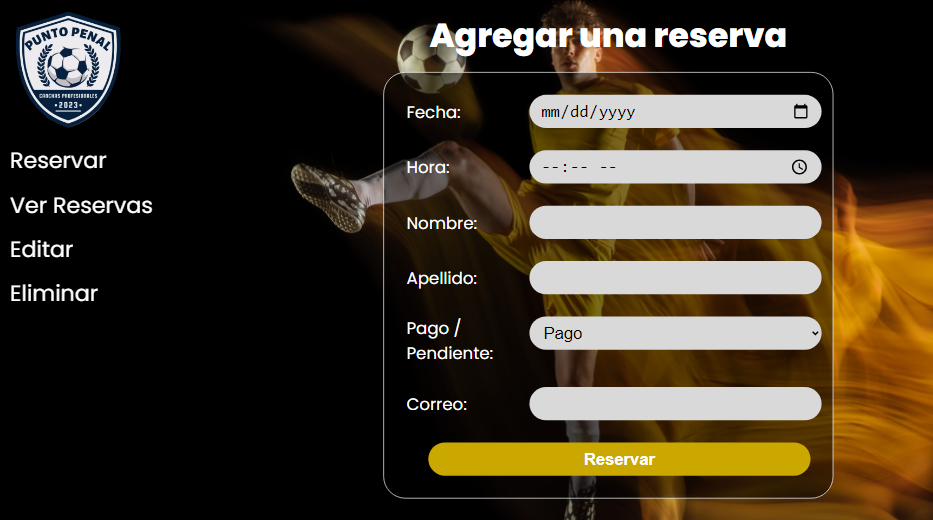 PUNTO PENAL
CANCHAS PROFESIONALES
• 2023 •
Reservar
Ver Reservas
Editar
Eliminar
Agregar una reserva
Fecha:
mm/dd/yyyy
Hora:
--:-- --
Nombre:
Apellido:
Pago /
Pendiente:
Pago
Correo:
Reservar